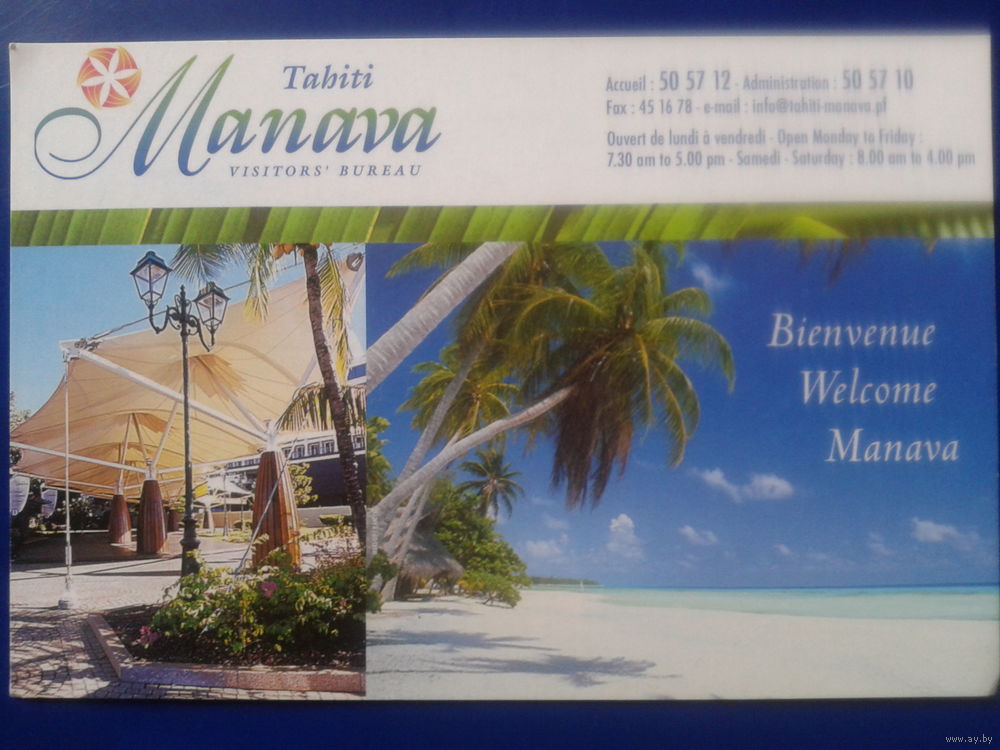 Tahiti
Manava
VISITORS' BUREAU
Accueil : 50 57 12 - Administration : 50 57 10
Fax : 45 16 78 - e-mail : info@tahiti-manava.pf
Ouvert de lundi à vendredi - Open Monday to Friday :
7.30 am to 5.00 pm - Samedi - Saturday : 8.00 am to 4.00 pm
Bienvenue
Welcome
Manava
www.ay.by